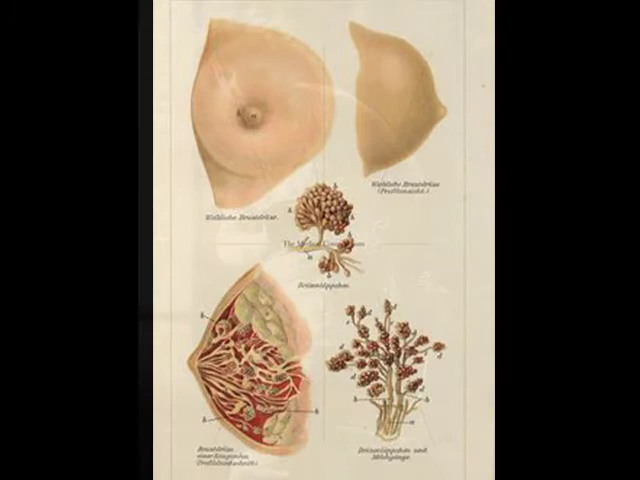 Weibliche Brustdrüse.
Weibliche Brustdrüse
(Profilansicht.)
Drüsenläppchen
Brustdrüse
einer Säugenden
(Profildurchschnitt)
Drüsenläppchen und
Milchgänge.